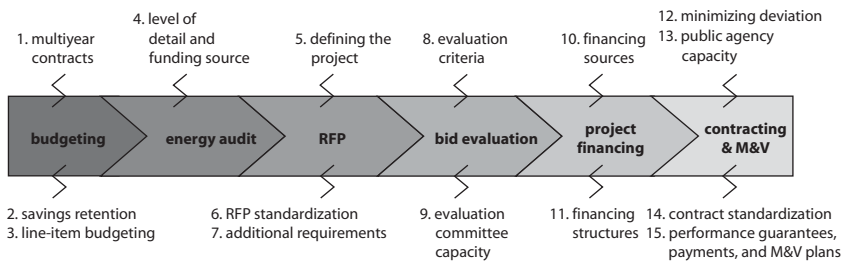 1. multiyear
contracts
4. level of
detail and
funding source
5. defining the
project
8. evaluation
criteria
10. financing
sources
12. minimizing deviation
13. public agency
capacity
budgeting
energy audit
RFP
bid evaluation
project
financing
contracting
& M&V
2. savings retention
3. line-item budgeting
6. RFP standardization
7. additional requirements
9. evaluation
committee
capacity
11. financing
structures
14. contract standardization
15. performance guarantees,
payments, and M&V plans